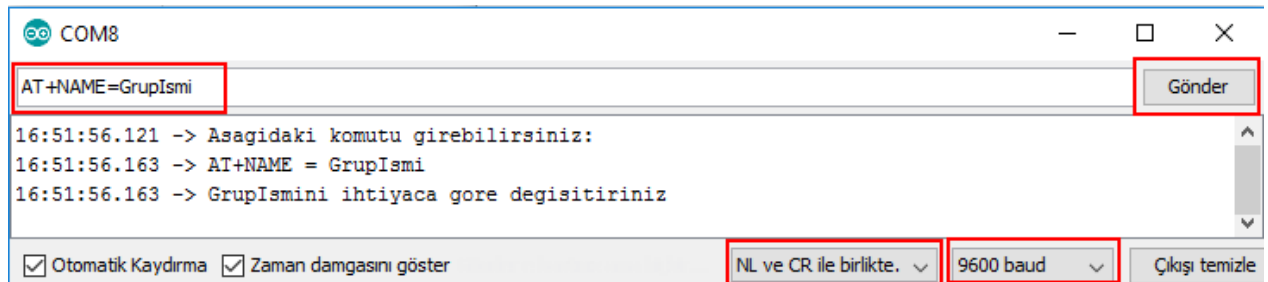 COM8
AT+NAME=GrupIsmi
Gönder
16:51:56.121 -> Asagidaki komutu girebilirsiniz:
16:51:56.163 -> AT+NAME = GrupIsmi
16:51:56.163 -> GrupIsmini ihtiyaca gore degisitiriniz
Otomatik Kaydırma Zaman damgasını göster NL ve CR ile birlikte. 9600 baud Çıkışı temizle